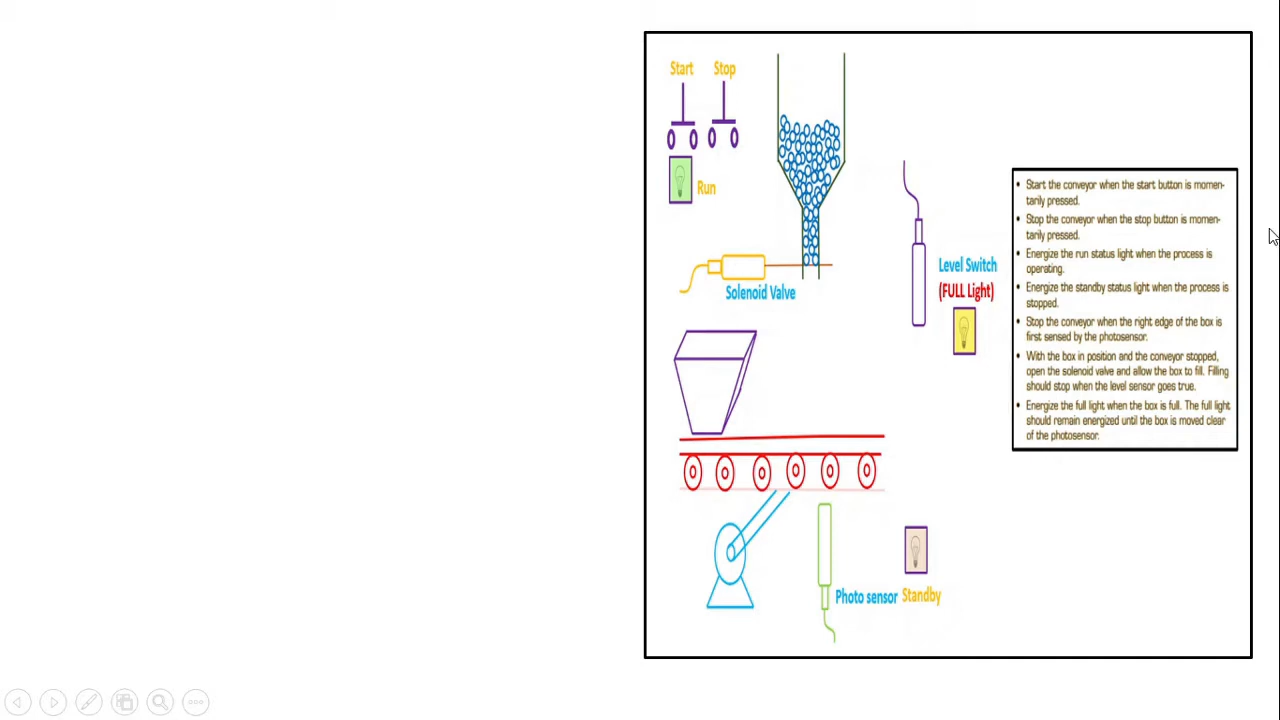 Start Stop
Run
Solenoid Valve
Level Switch
(FULL Light)
Photo sensor
Standby
• Start the conveyor when the start button is momen-
tarily pressed.
• Stop the conveyor when the stop button is momen-
tarily pressed.
• Energize the run status light when the process is
operating.
• Energize the standby status light when the process is
stopped.
• Stop the conveyor when the right edge of the box is
first sensed by the photosensor.
• With the box in position and the conveyor stopped,
open the solenoid valve and allow the box to fill. Filling
should stop when the level sensor goes true.
• Energize the full light when the box is full. The full light
should remain energized until the box is moved clear
of the photosensor.